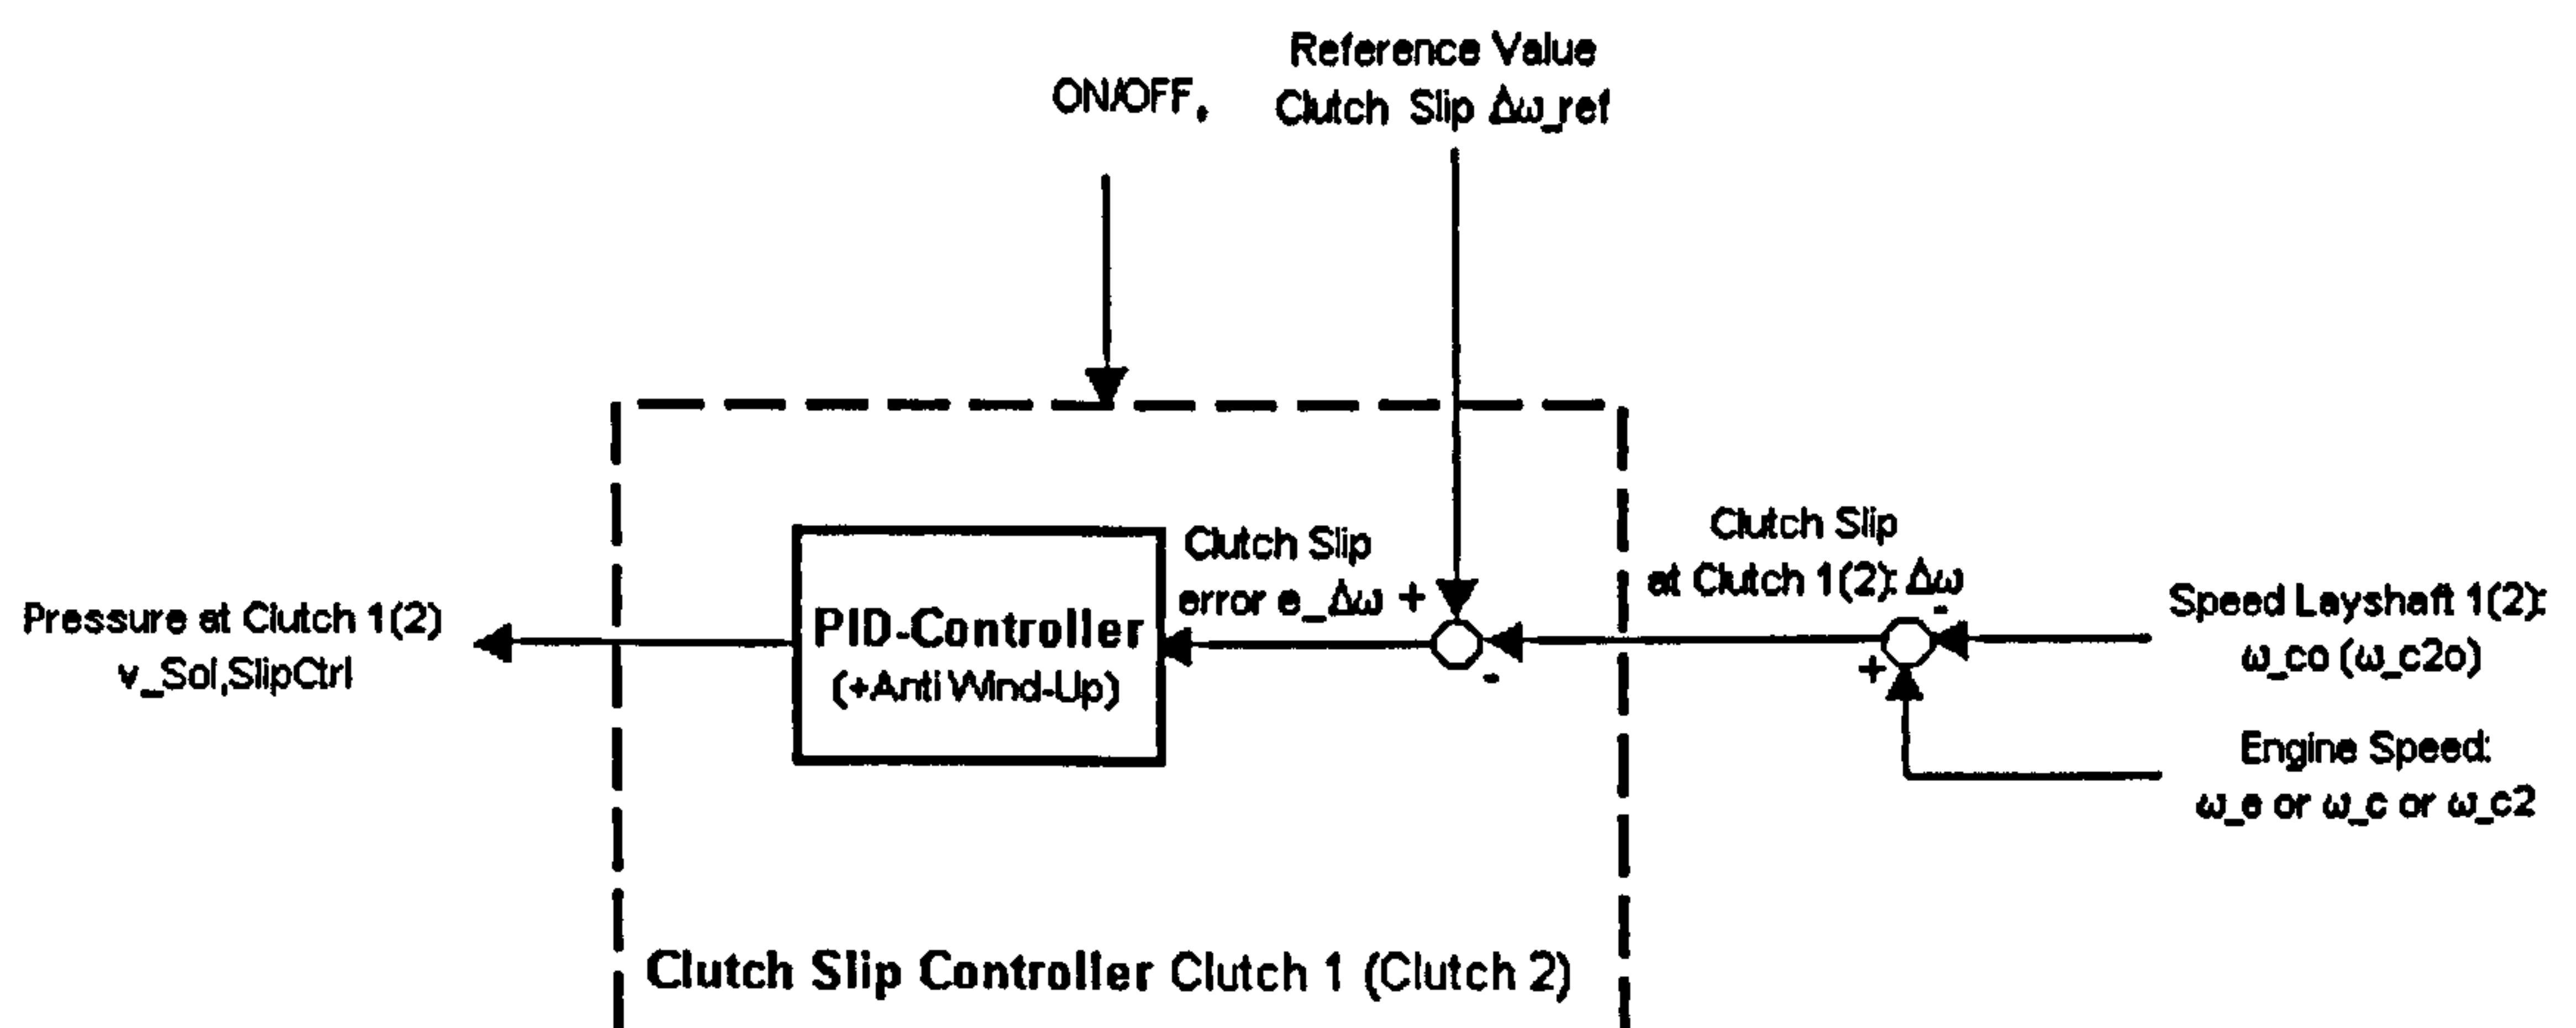 Reference Value
ON/OFF,
Clutch Slip Δω_ref
Clutch Slip
at Clutch 1(2): Δω
-
Clutch Slip
error e_Δω +
PID-Controller
(+Anti Wind-Up)
-
+
Pressure at Clutch 1(2)
v_Sol,SlipCtrl
Speed Layshaft 1(2):
ω_co (ω_c2o)
Engine Speed:
ω_e or ω_c or ω_c2
Clutch Slip Controller Clutch 1 (Clutch 2)